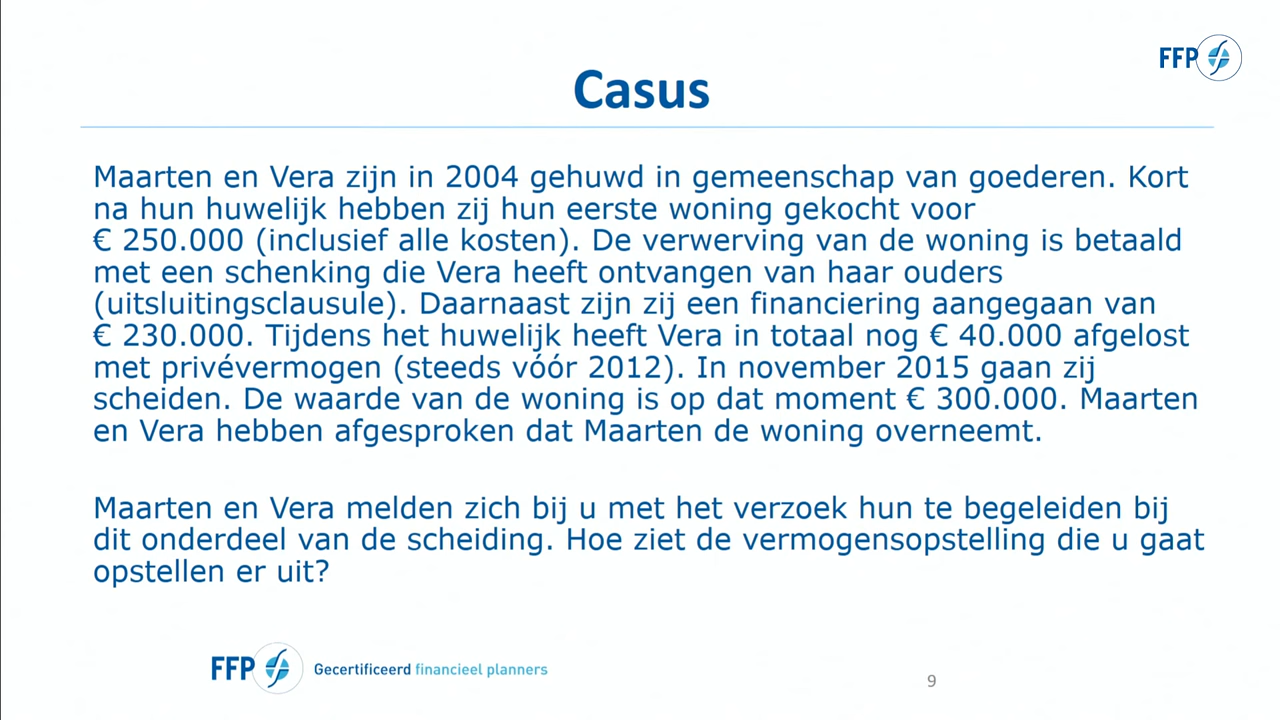 FFP
Casus
Maarten en Vera zijn in 2004 gehuwd in gemeenschap van goederen. Kort
na hun huwelijk hebben zij hun eerste woning gekocht voor
€ 250.000 (inclusief alle kosten). De verwerving van de woning is betaald
met een schenking die Vera heeft ontvangen van haar ouders
(uitsluitingsclausule). Daarnaast zijn zij een financiering aangegaan van
€ 230.000. Tijdens het huwelijk heeft Vera in totaal nog € 40.000 afgelost
met privévermogen (steeds vóór 2012). In november 2015 gaan zij
scheiden. De waarde van de woning is op dat moment € 300.000. Maarten
en Vera hebben afgesproken dat Maarten de woning overneemt.
Maarten en Vera melden zich bij u met het verzoek hun te begeleiden bij
dit onderdeel van de scheiding. Hoe ziet de vermogensopstelling die u gaat
opstellen er uit?
FFP Gecertificeerd financieel planners
9